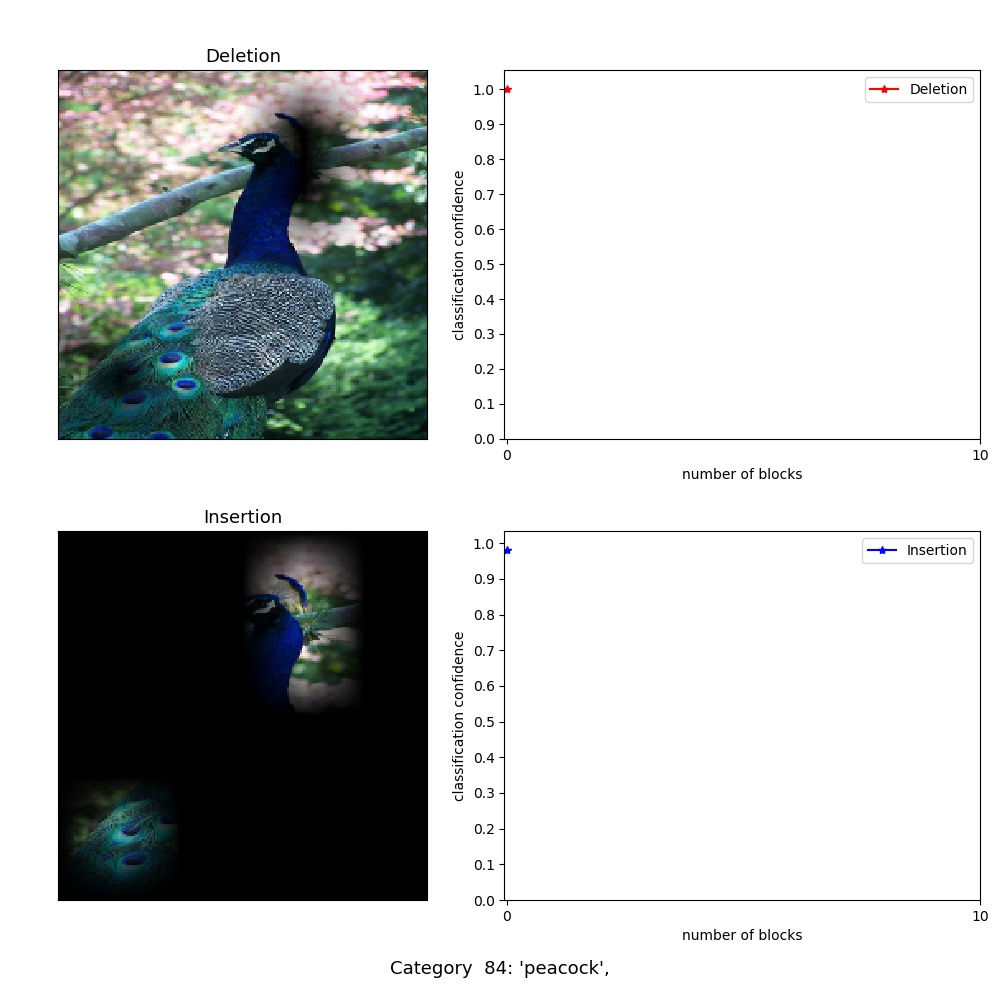 Deletion
1.0
0.9
0.8
0.7
0.6
0.5
0.4
0.3
0.2
0.1
0.0
classification confidence
Deletion
0 10
number of blocks
Insertion
1.0
0.9
0.8
0.7
0.6
0.5
0.4
0.3
0.2
0.1
0.0
classification confidence
Insertion
0 10
number of blocks
Category 84: 'peacock',